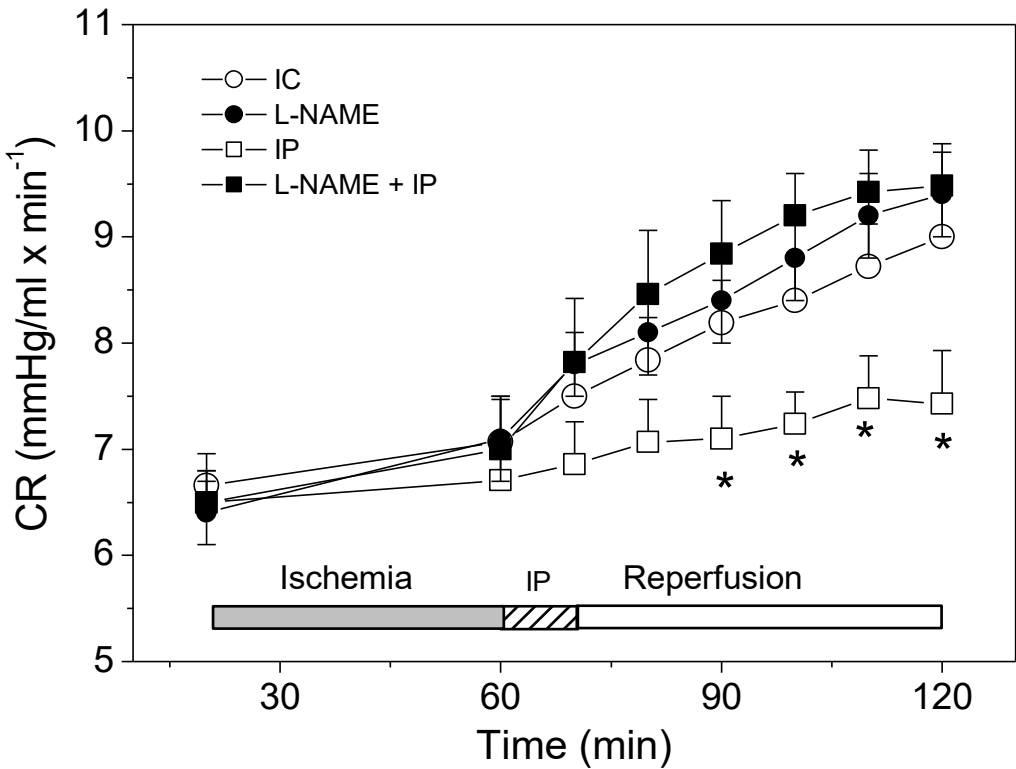 11
10
9
8
7
6
5
CR (mmHg/ml x min⁻¹)
IC
L-NAME
IP
L-NAME + IP
*
*
*
*
Ischemia
IP
Reperfusion
30
60
90
120
Time (min)